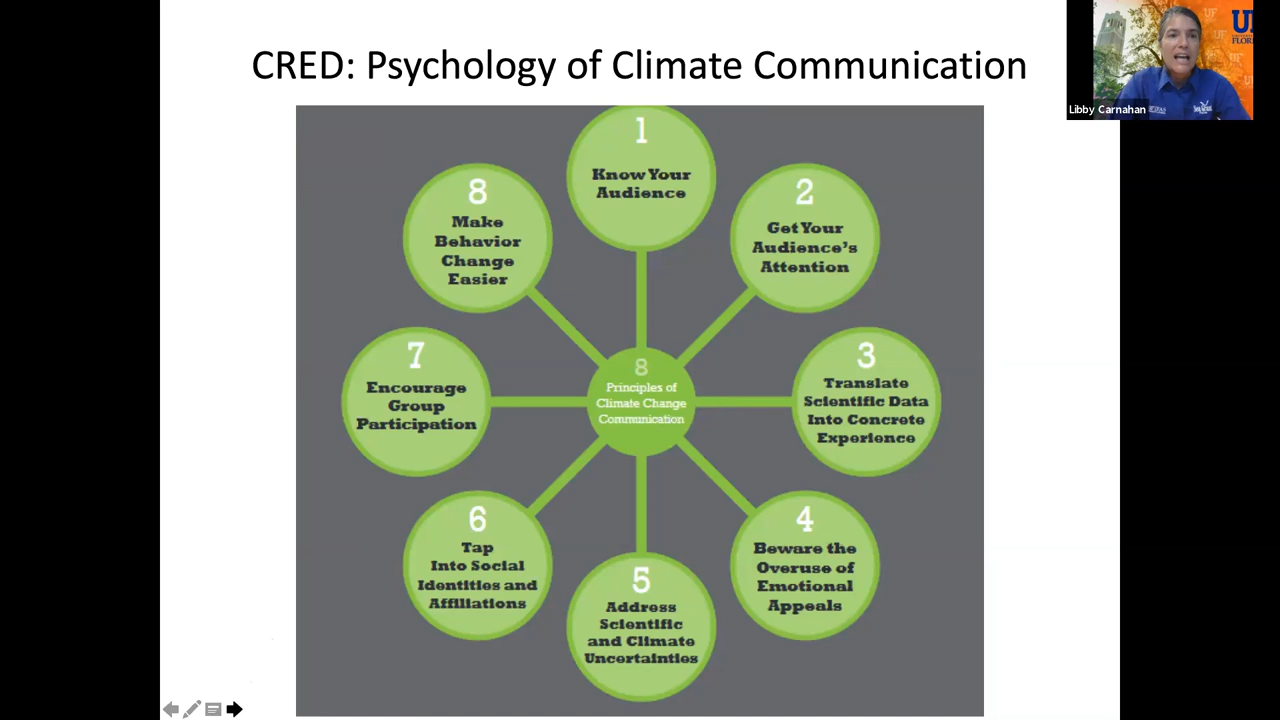 CRED: Psychology of Climate Communication
1
Know Your
Audience
2
Get Your
Audience's
Attention
3
Translate
Scientific Data
Into Concrete
Experience
4
Beware the
Overuse of
Emotional
Appeals
5
Address
Scientific
and Climate
Uncertainties
6
Tap
Into Social
Identities and
Affiliations
7
Encourage
Group
Participation
8
Make
Behavior
Change
Easier
8
Principles of
Climate Change
Communication
Libby Carnahan
UF